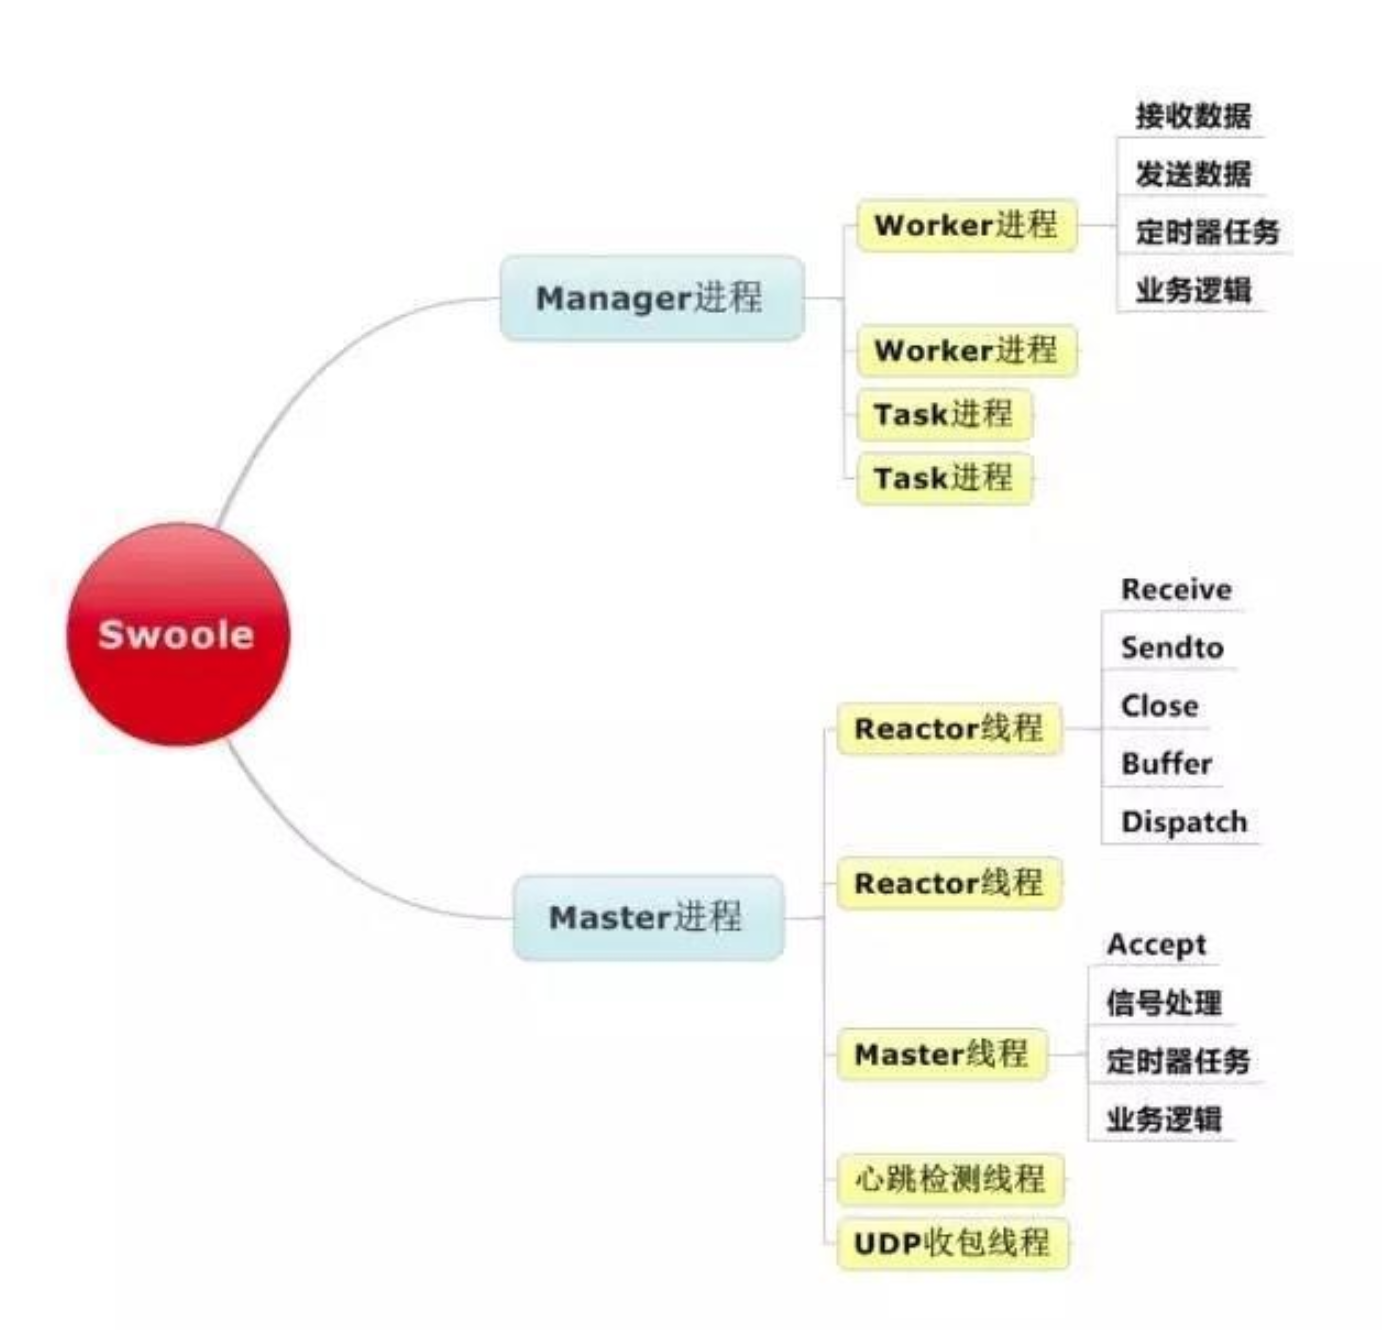 Swoole
Manager进程
Worker进程
接收数据
发送数据
定时器任务
业务逻辑
Worker进程
Task进程
Task进程
Master进程
Reactor线程
Receive
Sendto
Close
Buffer
Dispatch
Reactor线程
Master线程
Accept
信号处理
定时器任务
业务逻辑
心跳检测线程
UDP收包线程